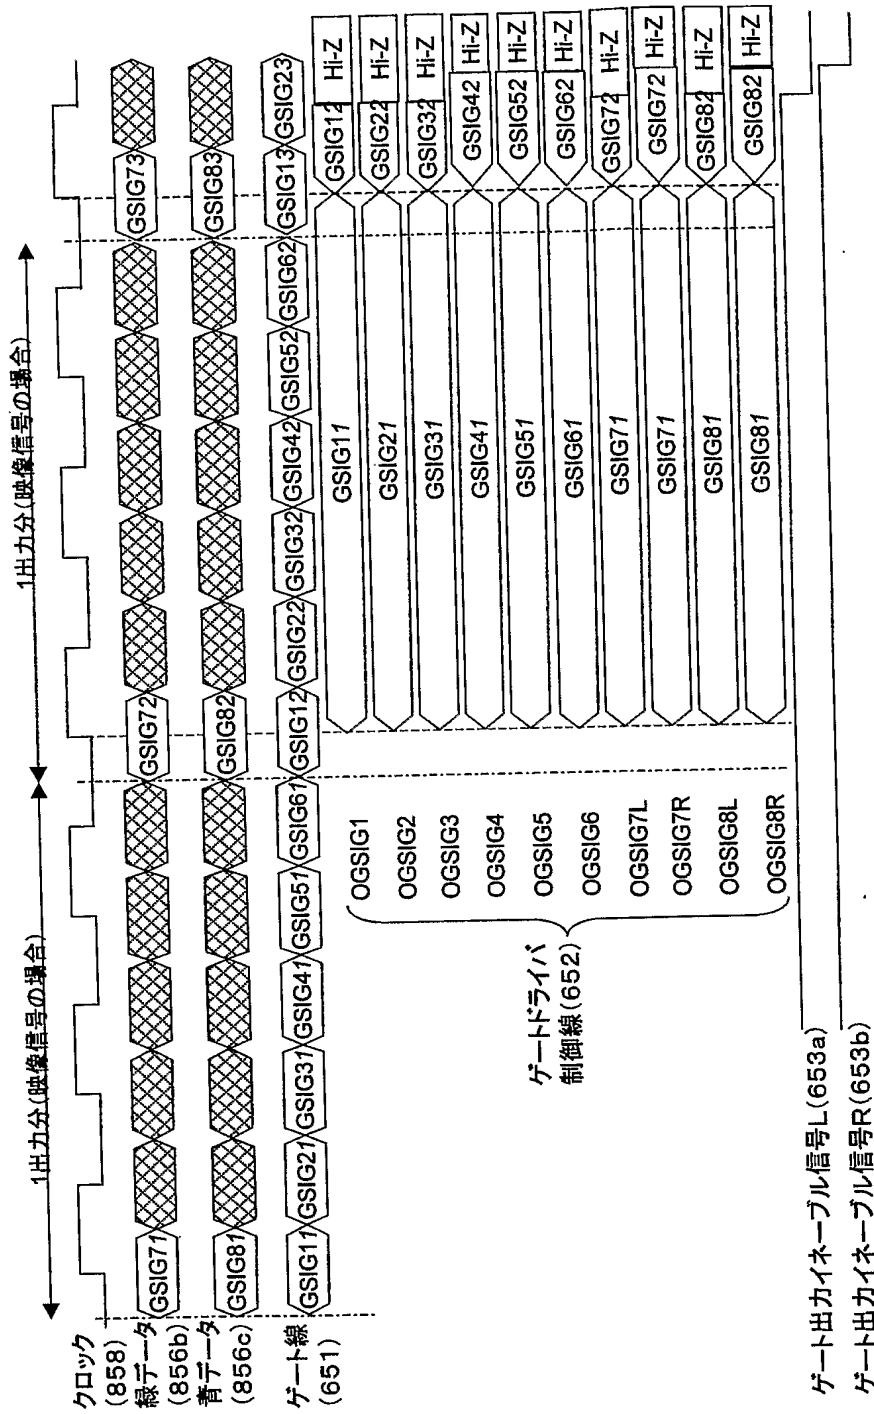 1出力分(映像信号の場合)
1出力分(映像信号の場合)
クロック
(858)
緑データ
(856b)
GSIG71
GSIG72
GSIG73
青データ
(856c)
GSIG81
GSIG82
GSIG83
ゲート線
(651)
GSIG11
GSIG21
GSIG31
GSIG41
GSIG51
GSIG61
GSIG12
GSIG22
GSIG32
GSIG42
GSIG52
GSIG62
GSIG13
GSIG23
ゲートドライバ
制御線(652)
OGSIG1
GSIG11
GSIG12
Hi-Z
OGSIG2
GSIG21
GSIG22
Hi-Z
OGSIG3
GSIG31
GSIG32
Hi-Z
OGSIG4
GSIG41
GSIG42
Hi-Z
OGSIG5
GSIG51
GSIG52
Hi-Z
OGSIG6
GSIG61
GSIG62
Hi-Z
OGSIG7L
GSIG71
GSIG72
Hi-Z
OGSIG7R
GSIG71
GSIG72
Hi-Z
OGSIG8L
GSIG81
GSIG82
Hi-Z
OGSIG8R
GSIG81
GSIG82
Hi-Z
ゲート出力イネーブル信号L(653a)
ゲート出力イネーブル信号R(653b)